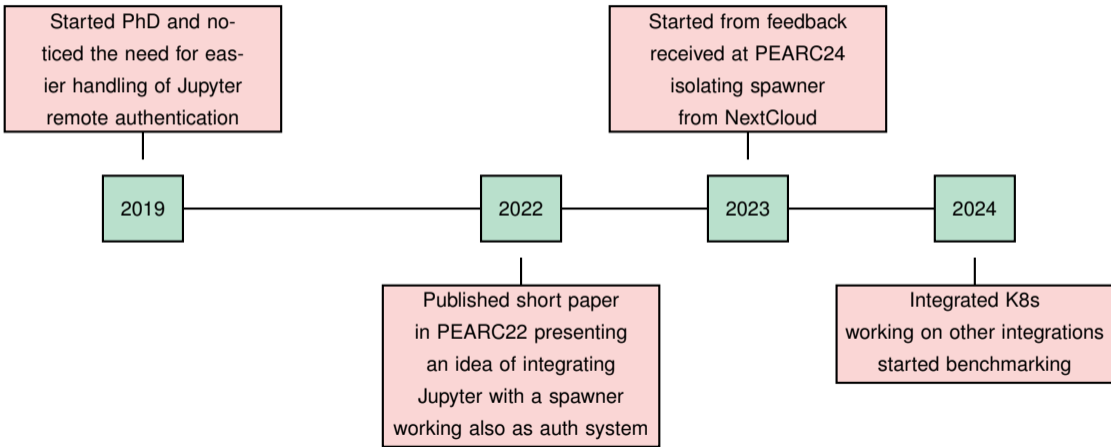 Started PhD and no-
ticed the need for eas-
ier handling of Jupyter
remote authentication
Started from feedback
received at PEARC24
isolating spawner
from NextCloud
2019
2022
2023
2024
Published short paper
in PEARC22 presenting
an idea of integrating
Jupyter with a spawner
working also as auth system
Integrated K8s
working on other integrations
started benchmarking